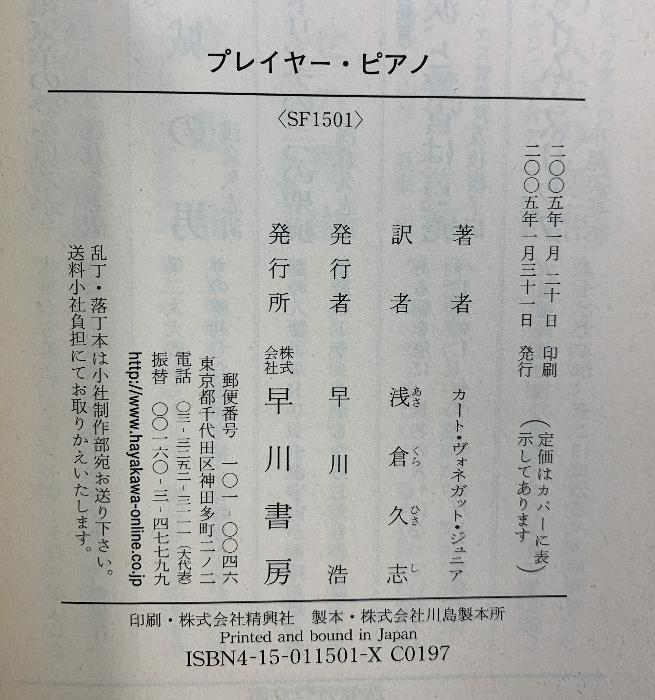 プレイヤー・ピアノ
〈SF1501〉
二〇〇五年一月二十日 印刷
二〇〇五年一月三十一日 発行
（定価はカバーに表示してあります）
著者 カート・ヴォネガット・ジュニア
訳者 浅倉久志
あさ くら ひさ し
発行者 早川浩
発行所 株式会社 早川書房
郵便番号 一〇一‐〇〇四六
東京都千代田区神田多町二ノ二
電話 〇三‐三二五二‐三一一一（大代表）
振替 〇〇一六〇‐三‐四七七九九
http://www.hayakawa-online.co.jp
乱丁・落丁本は小社制作部宛お送り下さい。
送料小社負担にてお取りかえいたします。
印刷・株式会社精興社 製本・株式会社川島製本所
Printed and bound in Japan
ISBN4-15-011501-X C0197